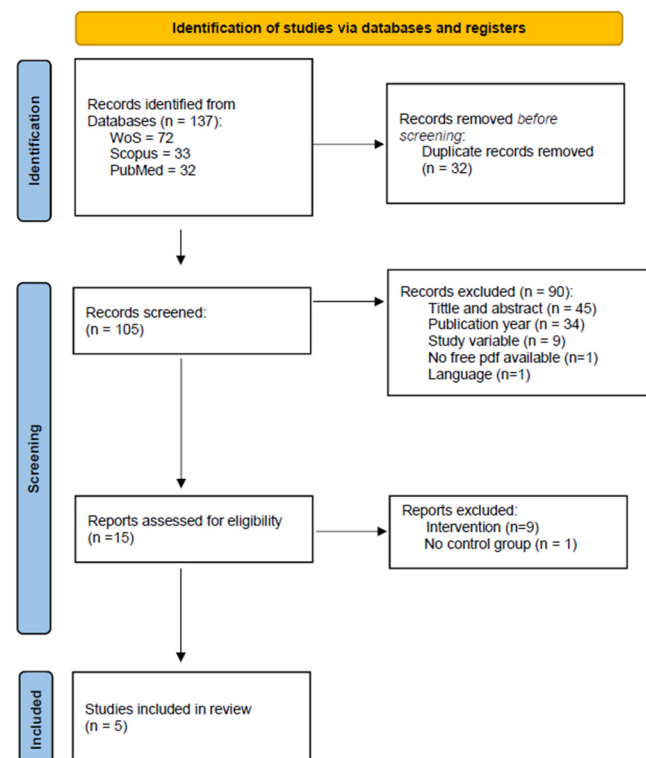 Identification of studies via databases and registers
Identification
Records identified from
Databases (n = 137):
WoS = 72
Scopus = 33
PubMed = 32
Records removed before
screening:
Duplicate records removed
(n = 32)
Screening
Records screened:
(n = 105)
Records excluded (n = 90):
Tittle and abstract (n = 45)
Publication year (n = 34)
Study variable (n = 9)
No free pdf available (n=1)
Language (n=1)
Reports assessed for eligibility
(n =15)
Reports excluded:
Intervention (n=9)
No control group (n = 1)
Included
Studies included in review
(n = 5)